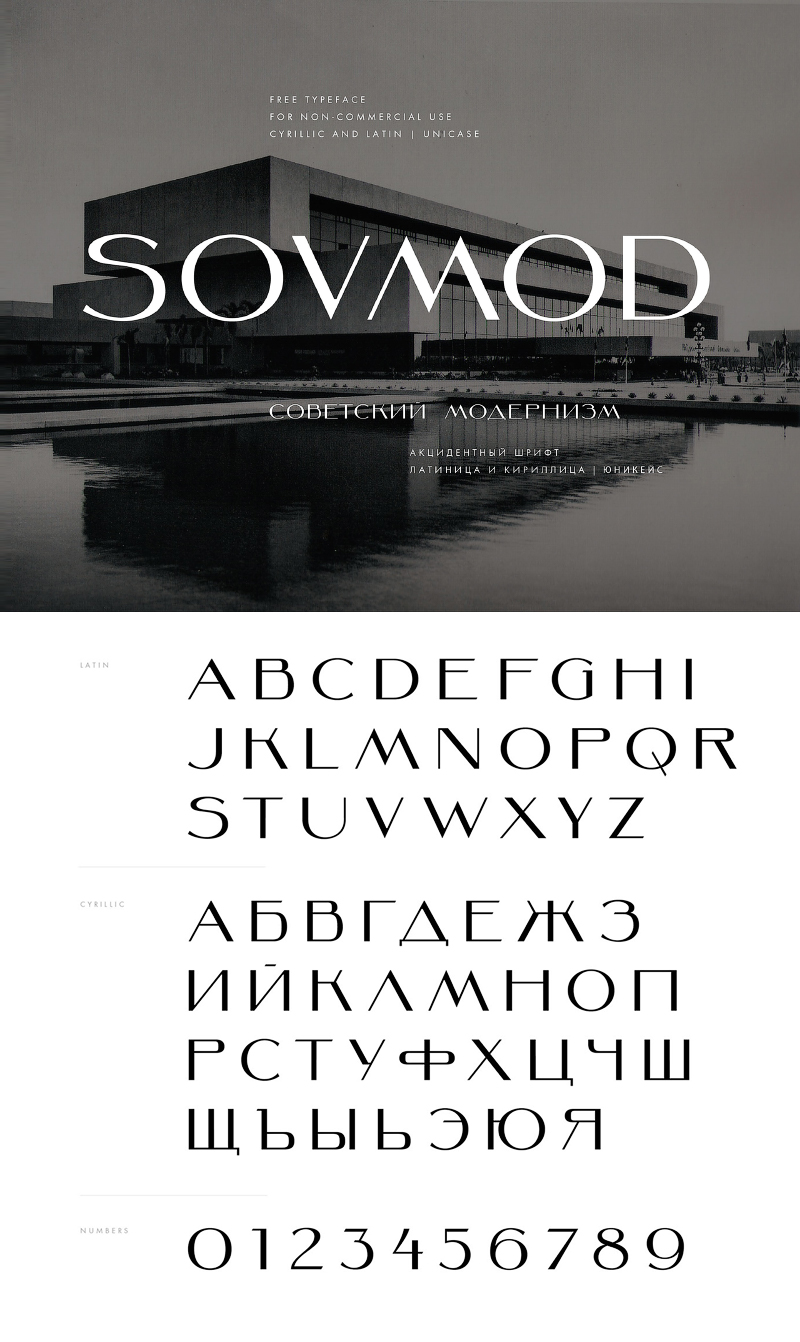 FREE TYPEFACE
FOR NON-COMMERCIAL USE
CYRILLIC AND LATIN | UNICASE
SOVMOD
СОВЕТСКИЙ МОДЕРНИЗМ
АКЦИДЕНТНЫЙ ШРИФТ
ЛАТИНИЦА И КИРИЛЛИЦА | ЮНИКЕЙС
LATIN
ABCDEFGHI
JKLMNOPQR
STUVWXYZ
CYRILLIC
АБВГДЕЖЗ
ИЙКЛМНОП
РСТУФХЦЧШ
ЩЪЫЬЭЮЯ
NUMBERS
0123456789